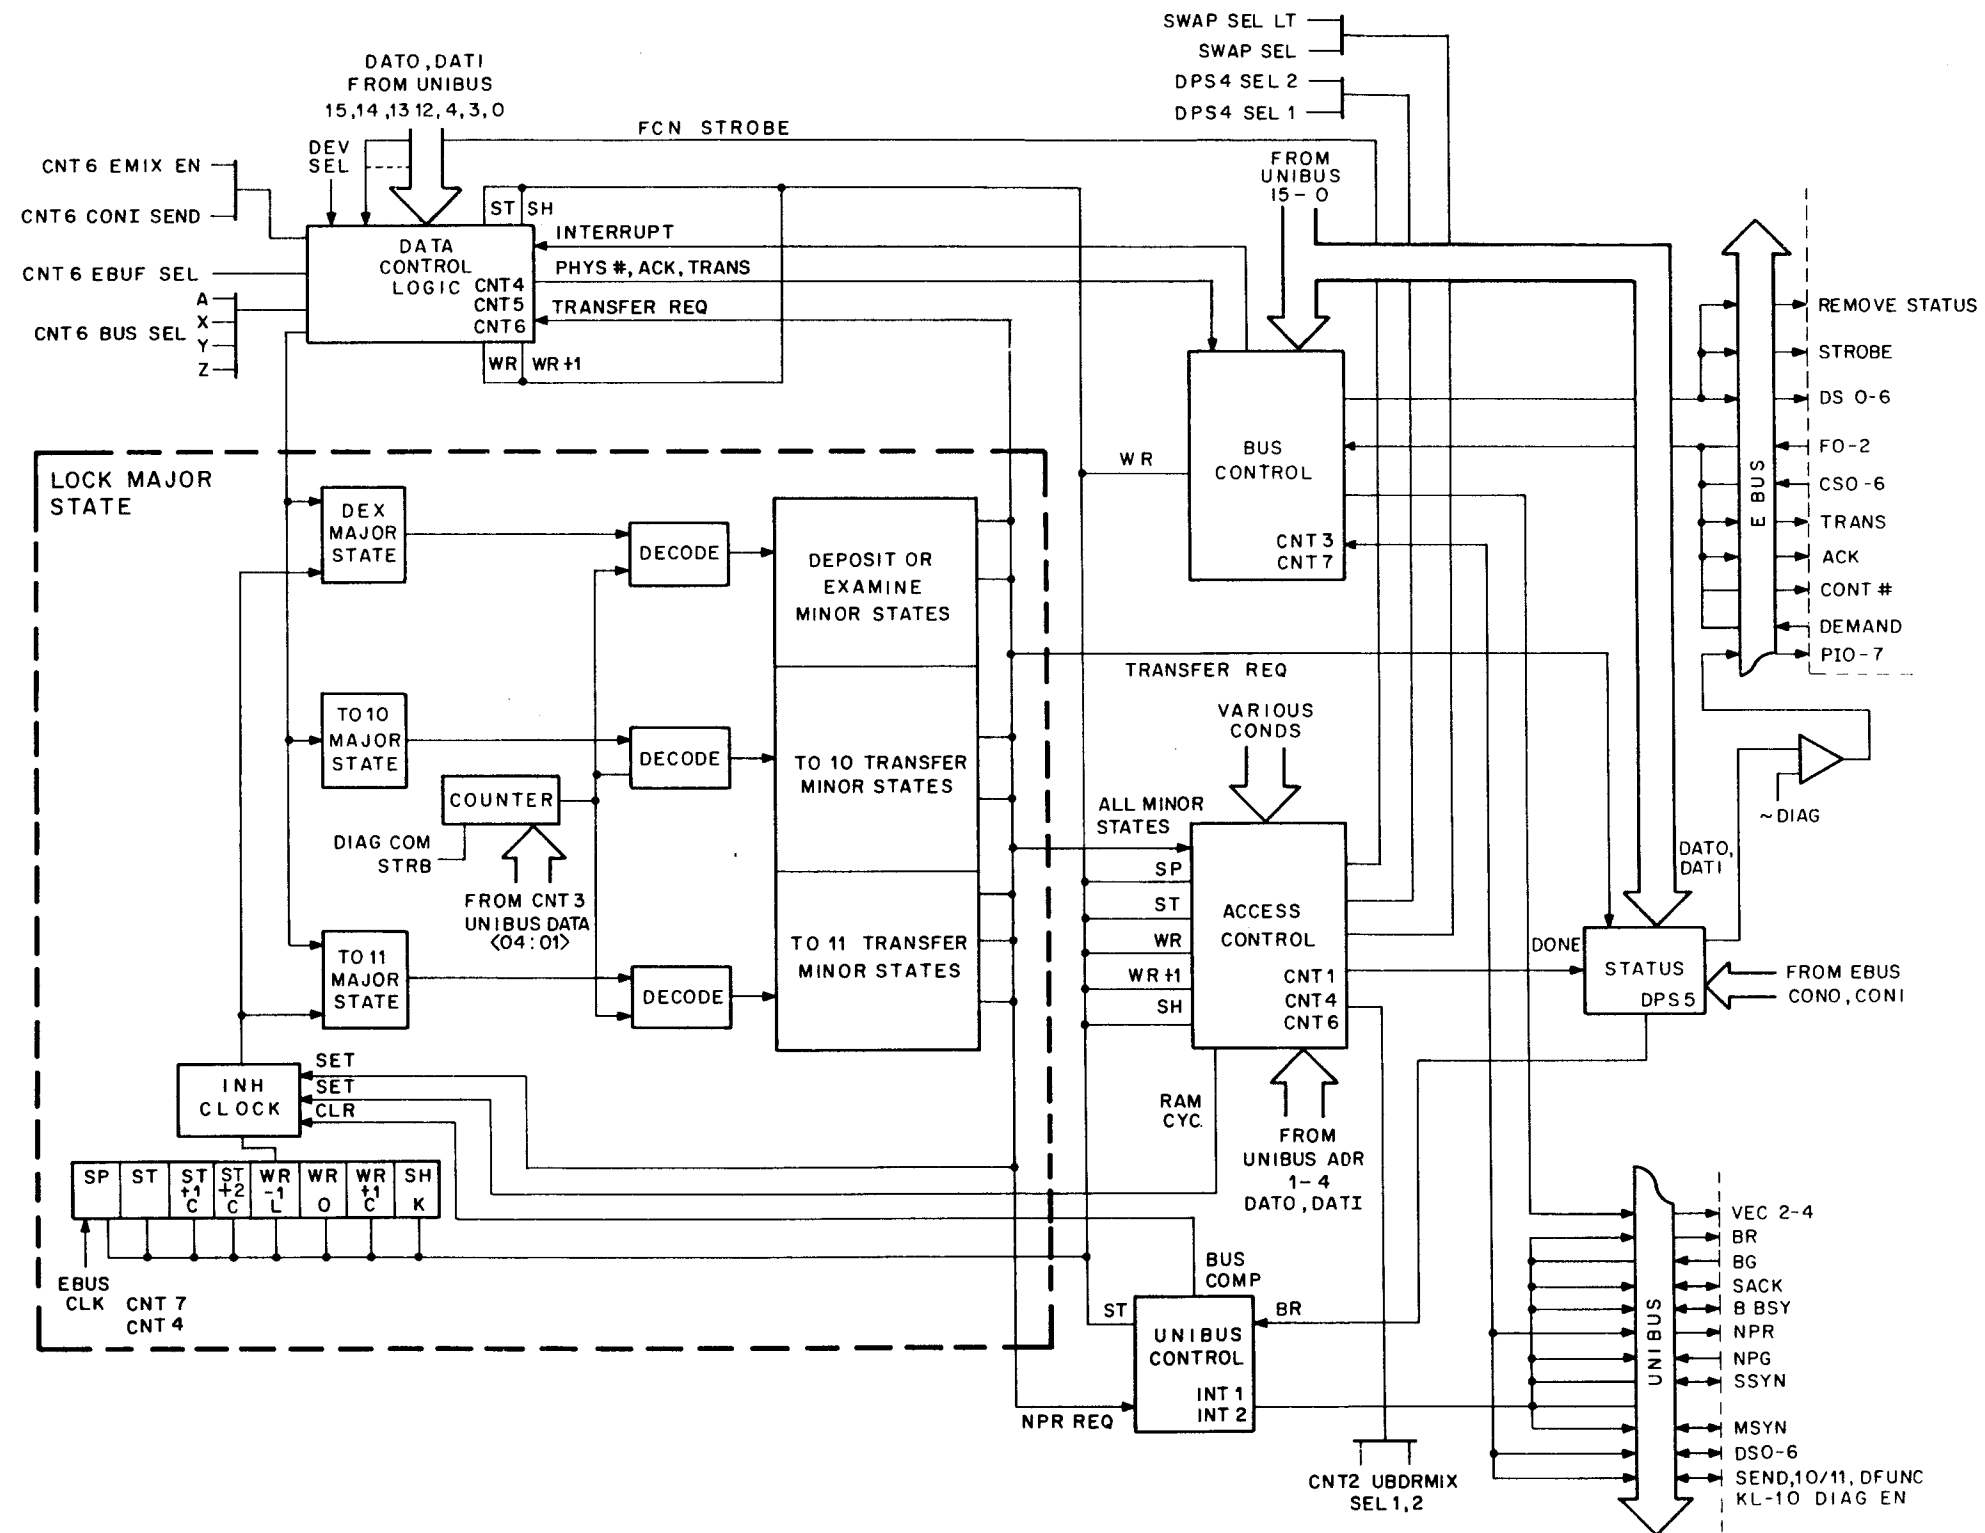 SWAP SEL LT
SWAP SEL
DPS4 SEL 2
DPS4 SEL 1
DATO, DATI
FROM UNIBUS
15,14,13 12,4,3,0
FCN STROBE
DEV
SEL
CNT6 EMIX EN
CNT6 CONI SEND
CNT6 EBUF SEL
A
X
CNT6 BUS SEL
Y
Z
ST
SH
DATA
CONTROL
LOGIC
CNT4
CNT5
CNT6
WR
WR+1
INTERRUPT
PHYS #, ACK, TRANS
TRANSFER REQ
FROM
UNIBUS
15-0
WR
BUS
CONTROL
CNT3
CNT7
EBUS
REMOVE STATUS
STROBE
DS 0-6
FO-2
CSO-6
TRANS
ACK
CONT #
DEMAND
PIO-7
LOCK MAJOR
STATE
DEX
MAJOR
STATE
DECODE
DEPOSIT OR
EXAMINE
MINOR STATES
TO10
MAJOR
STATE
DECODE
TO 10 TRANSFER
MINOR STATES
COUNTER
DIAG COM
STRB
FROM CNT3
UNIBUS DATA
<04:01>
TO 11
MAJOR
STATE
DECODE
TO 11 TRANSFER
MINOR STATES
TRANSFER REQ
VARIOUS
CONDS
ALL MINOR
STATES
SP
ST
WR
WR+1
SH
ACCESS
CONTROL
CNT1
CNT4
CNT6
RAM
CYC.
FROM
UNIBUS ADR
1-4
DATO, DATI
~DIAG
DATO,
DATI
DONE
STATUS
DPS5
FROM EBUS
CONO, CONI
INH
CLOCK
SET
SET
CLR
SP
ST
ST
+1
C
ST
+2
C
WR
-1
L
WR
O
WR
+1
C
SH
K
EBUS
CLK
CNT 7
CNT 4
BUS
COMP
ST
BR
UNIBUS
CONTROL
INT 1
INT 2
NPR REQ
CNT2 UBDRMIX
SEL1,2
UNIBUS
VEC 2-4
BR
BG
SACK
B BSY
NPR
NPG
SSYN
MSYN
DSO-6
SEND,10/11, DFUNC
KL-10 DIAG EN